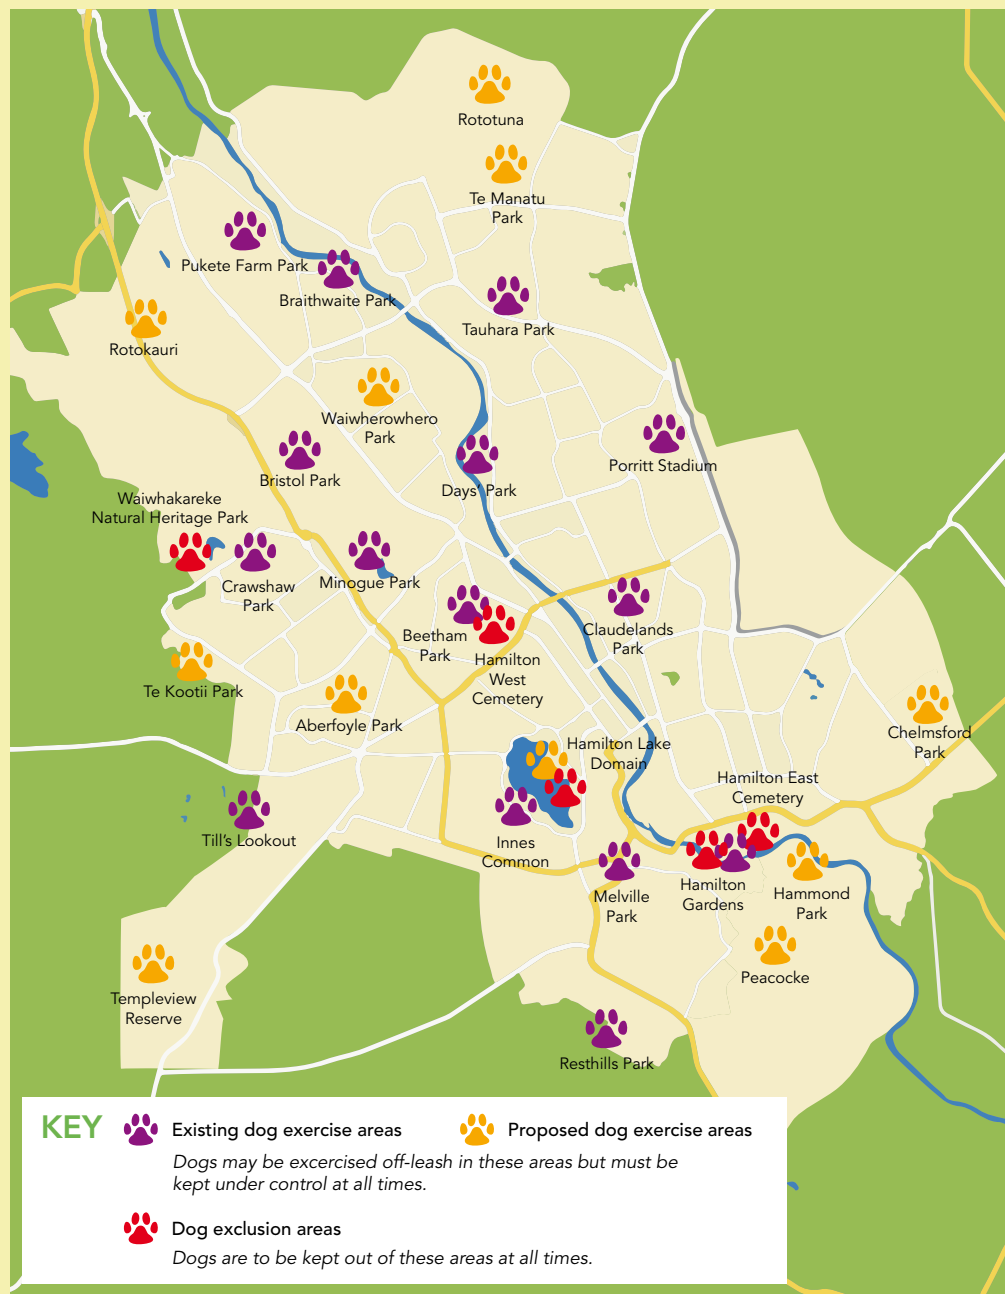 Rototuna
Te Manatu
Park
Pukete Farm Park
Braithwaite Park
Tauhara Park
Rotokauri
Waiwherowhero
Park
Bristol Park
Days' Park
Porritt Stadium
Waiwhakareke
Natural Heritage Park
Crawshaw
Park
Minogue Park
Beetham
Park
Hamilton
West
Cemetery
Claudelands
Park
Te Kootii Park
Aberfoyle Park
Chelmsford
Park
Hamilton Lake
Domain
Hamilton East
Cemetery
Till's Lookout
Innes
Common
Melville
Park
Hamilton
Gardens
Hammond
Park
Peacocke
Templeview
Reserve
Resthills Park
KEY
Existing dog exercise areas
Proposed dog exercise areas
Dogs may be excercised off-leash in these areas but must be
kept under control at all times.
Dog exclusion areas
Dogs are to be kept out of these areas at all times.